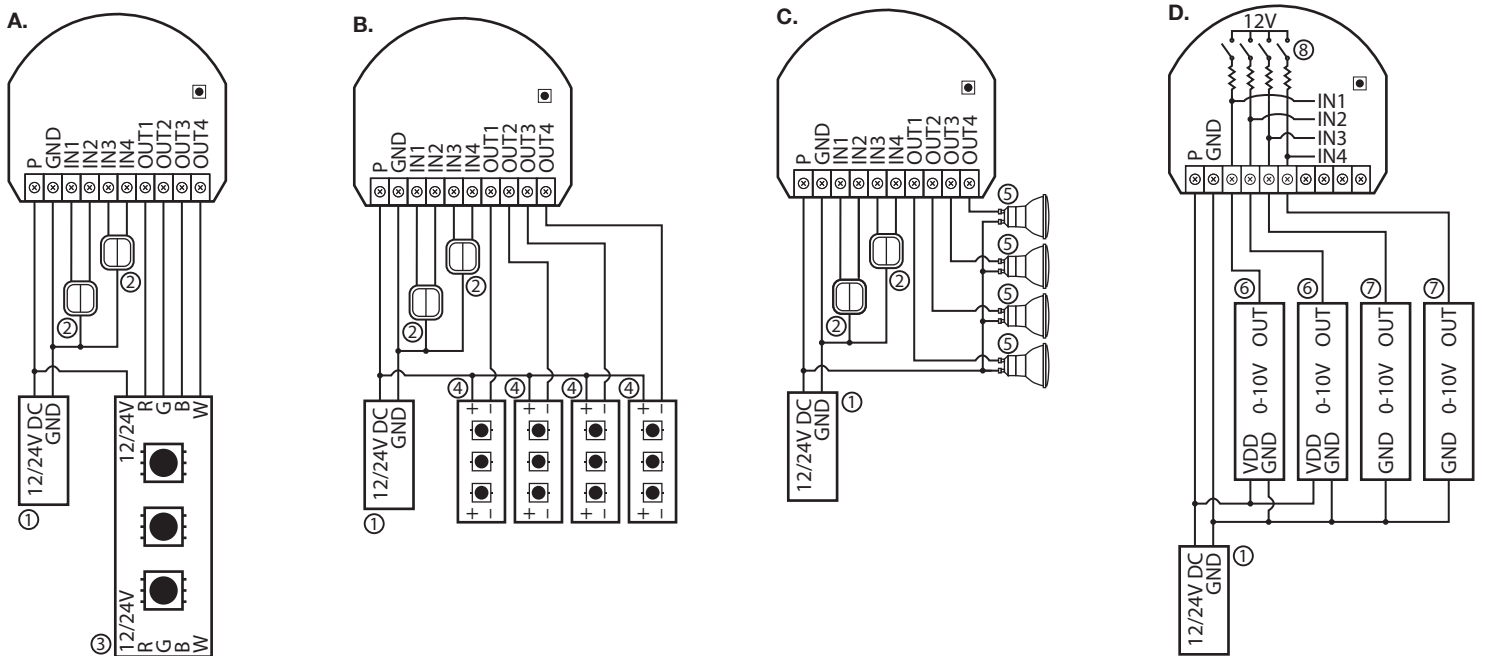 A.
P GND IN1 IN2 IN3 IN4 OUT1 OUT2 OUT3 OUT4
②
②
12/24V DC GND
①
12/24V R G B W
12/24V R G B W
③
B.
P GND IN1 IN2 IN3 IN4 OUT1 OUT2 OUT3 OUT4
②
②
④ ④ ④ ④
12/24V DC GND
①
+ − + − + − + −
+ − + − + − + −
C.
P GND IN1 IN2 IN3 IN4 OUT1 OUT2 OUT3 OUT4
⑤
⑤
⑤
⑤
②
②
12/24V DC GND
①
D.
12V
⑧
IN1
IN2
IN3
IN4
P GND
⑥ ⑥ ⑦ ⑦
OUT OUT OUT OUT
0-10V 0-10V 0-10V 0-10V
VDD GND VDD GND GND GND
12/24V DC GND
①